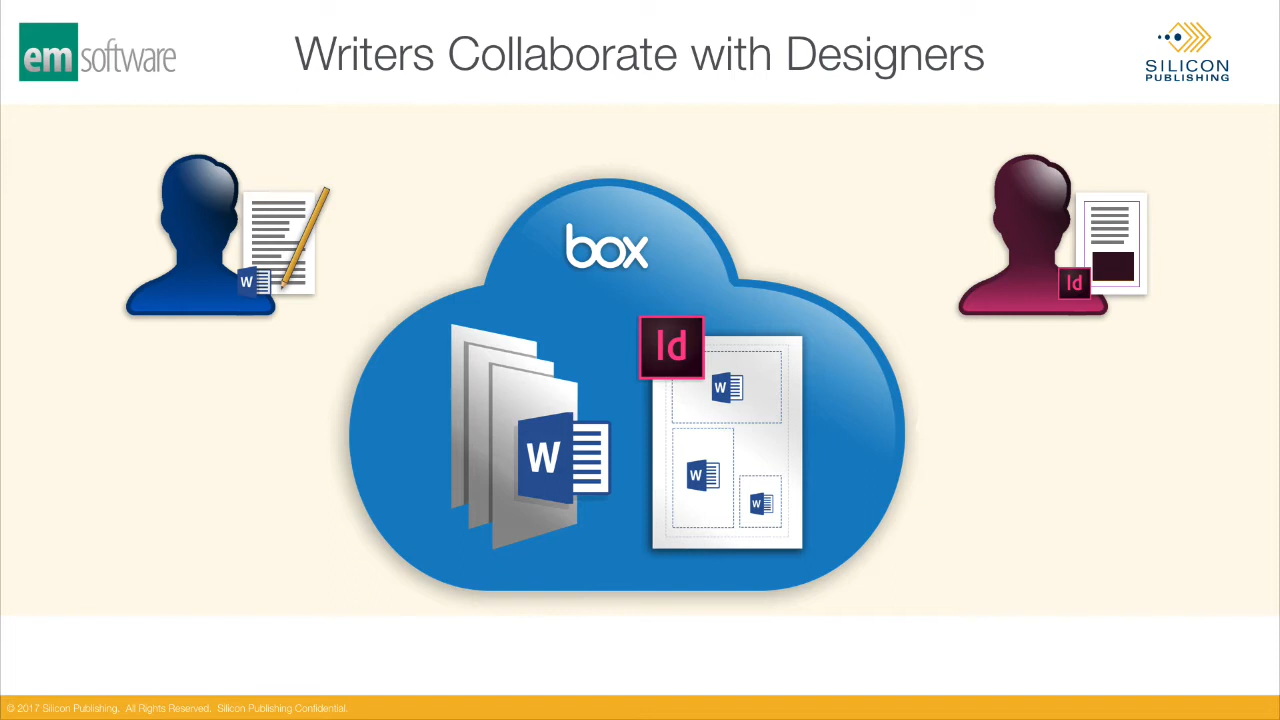 em software
Writers Collaborate with Designers
SILICON
PUBLISHING
box
W
Id
Id
W
W
W
W
© 2017 Silicon Publishing. All Rights Reserved. Silicon Publishing Confidential.